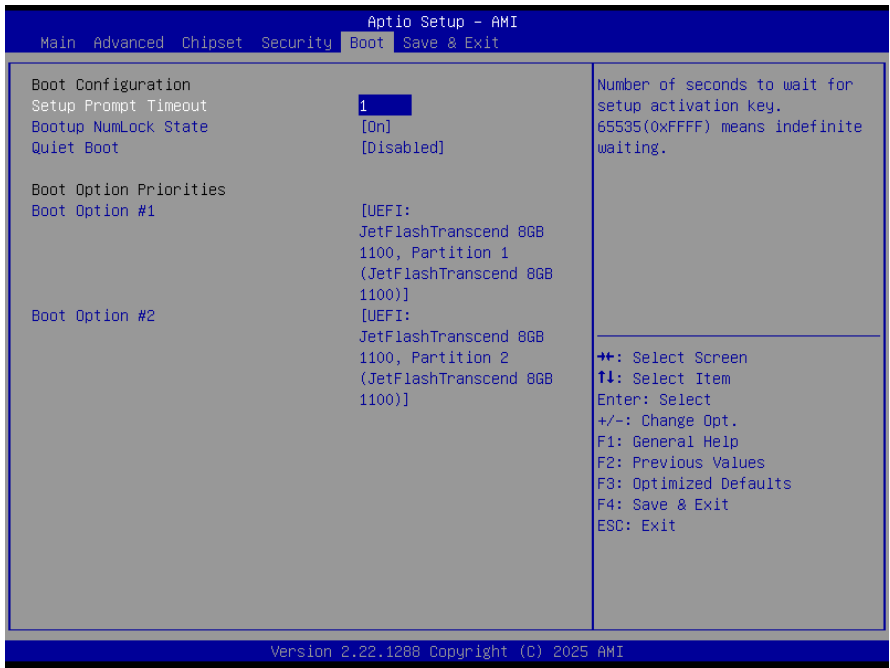 Aptio Setup – AMI
Main Advanced Chipset Security Boot Save & Exit
Boot Configuration
Setup Prompt Timeout 1
Bootup NumLock State [On]
Quiet Boot [Disabled]
Boot Option Priorities
Boot Option #1 [UEFI:
JetFlashTranscend 8GB
1100, Partition 1
(JetFlashTranscend 8GB
1100)]
Boot Option #2 [UEFI:
JetFlashTranscend 8GB
1100, Partition 2
(JetFlashTranscend 8GB
1100)]
Number of seconds to wait for
setup activation key.
65535(0xFFFF) means indefinite
waiting.
→←: Select Screen
↑↓: Select Item
Enter: Select
+/-: Change Opt.
F1: General Help
F2: Previous Values
F3: Optimized Defaults
F4: Save & Exit
ESC: Exit
Version 2.22.1288 Copyright (C) 2025 AMI